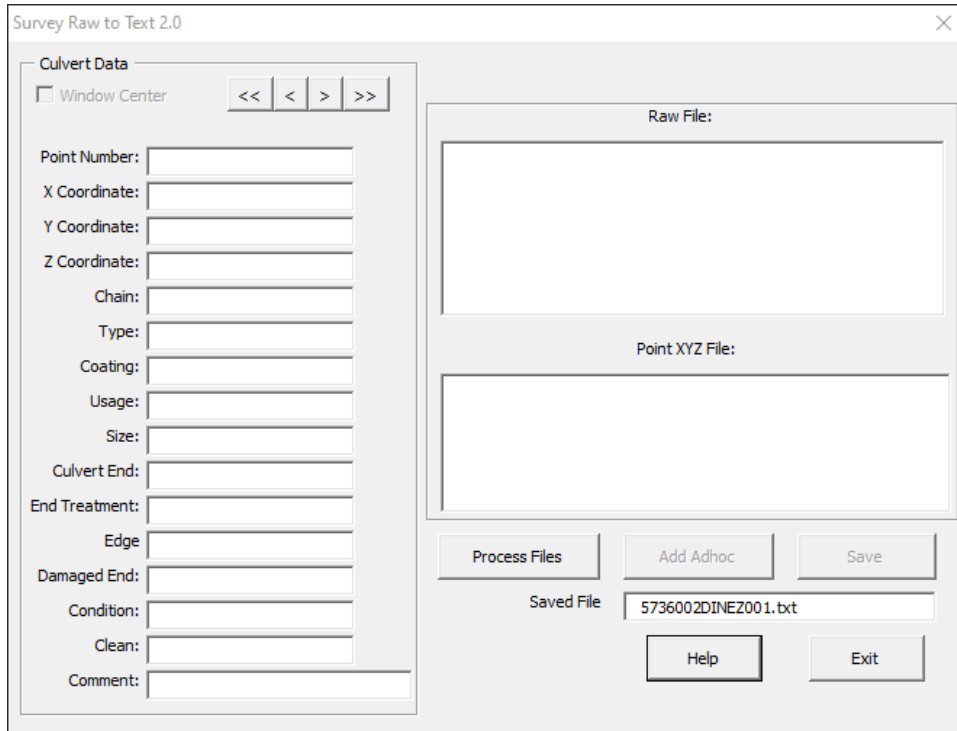 Survey Raw to Text 2.0
Culvert Data
Window Center
<< < > >>
Point Number:
X Coordinate:
Y Coordinate:
Z Coordinate:
Chain:
Type:
Coating:
Usage:
Size:
Culvert End:
End Treatment:
Edge
Damaged End:
Condition:
Clean:
Comment:
Raw File:
Point XYZ File:
Process Files Add Adhoc Save
Saved File 5736002DINEZ001.txt
Help Exit